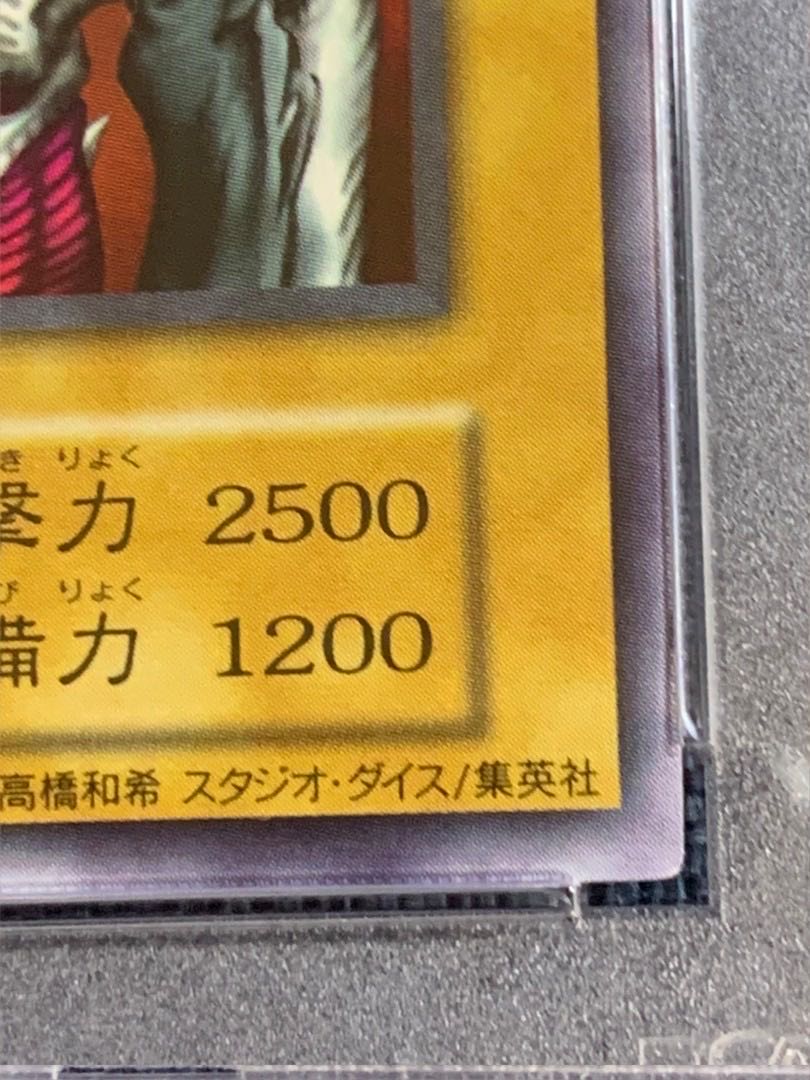 き りょく
撃力 2500
び りょく
備力 1200
高橋和希 スタジオ・ダイス/集英社